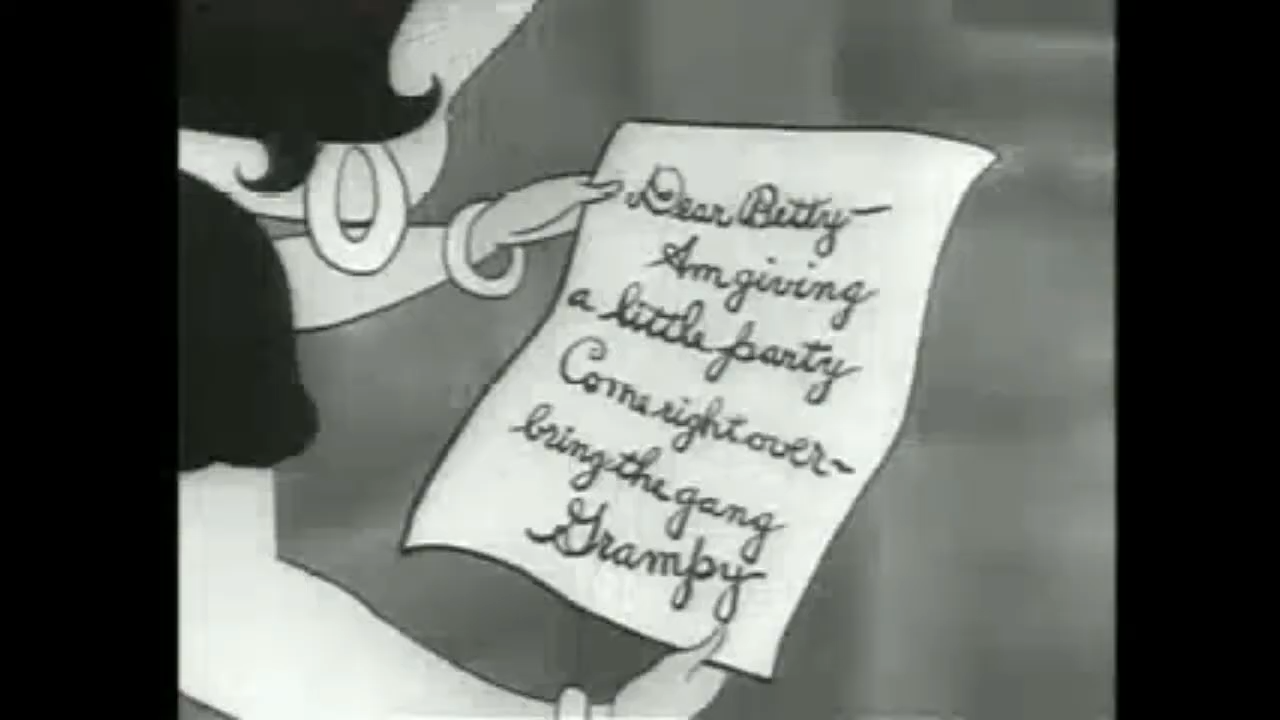 Dear Betty—
Am giving
a little party
Come right over-
bring the gang
Grampy